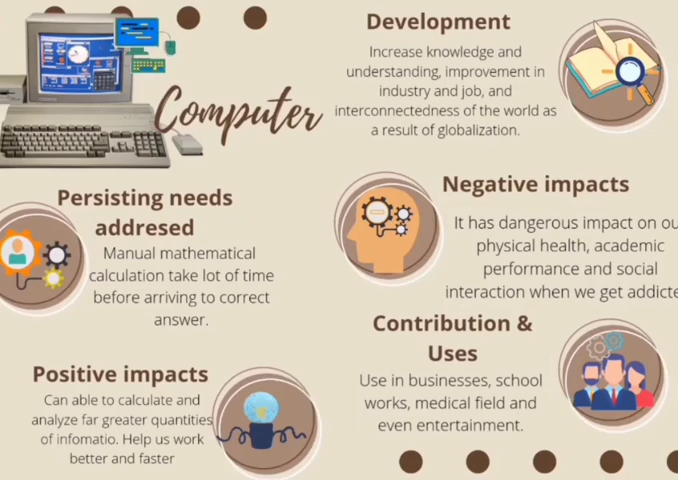 Computer
Persisting needs
addresed
Manual mathematical
calculation take lot of time
before arriving to correct
answer.
Positive impacts
Can able to calculate and
analyze far greater quantities
of infomatio. Help us work
better and faster
Development
Increase knowledge and
understanding, improvement in
industry and job, and
interconnectedness of the world as
a result of globalization.
Negative impacts
It has dangerous impact on ou
physical health, academic
performance and social
interaction when we get addicte
Contribution &
Uses
Use in businesses, school
works, medical field and
even entertainment.